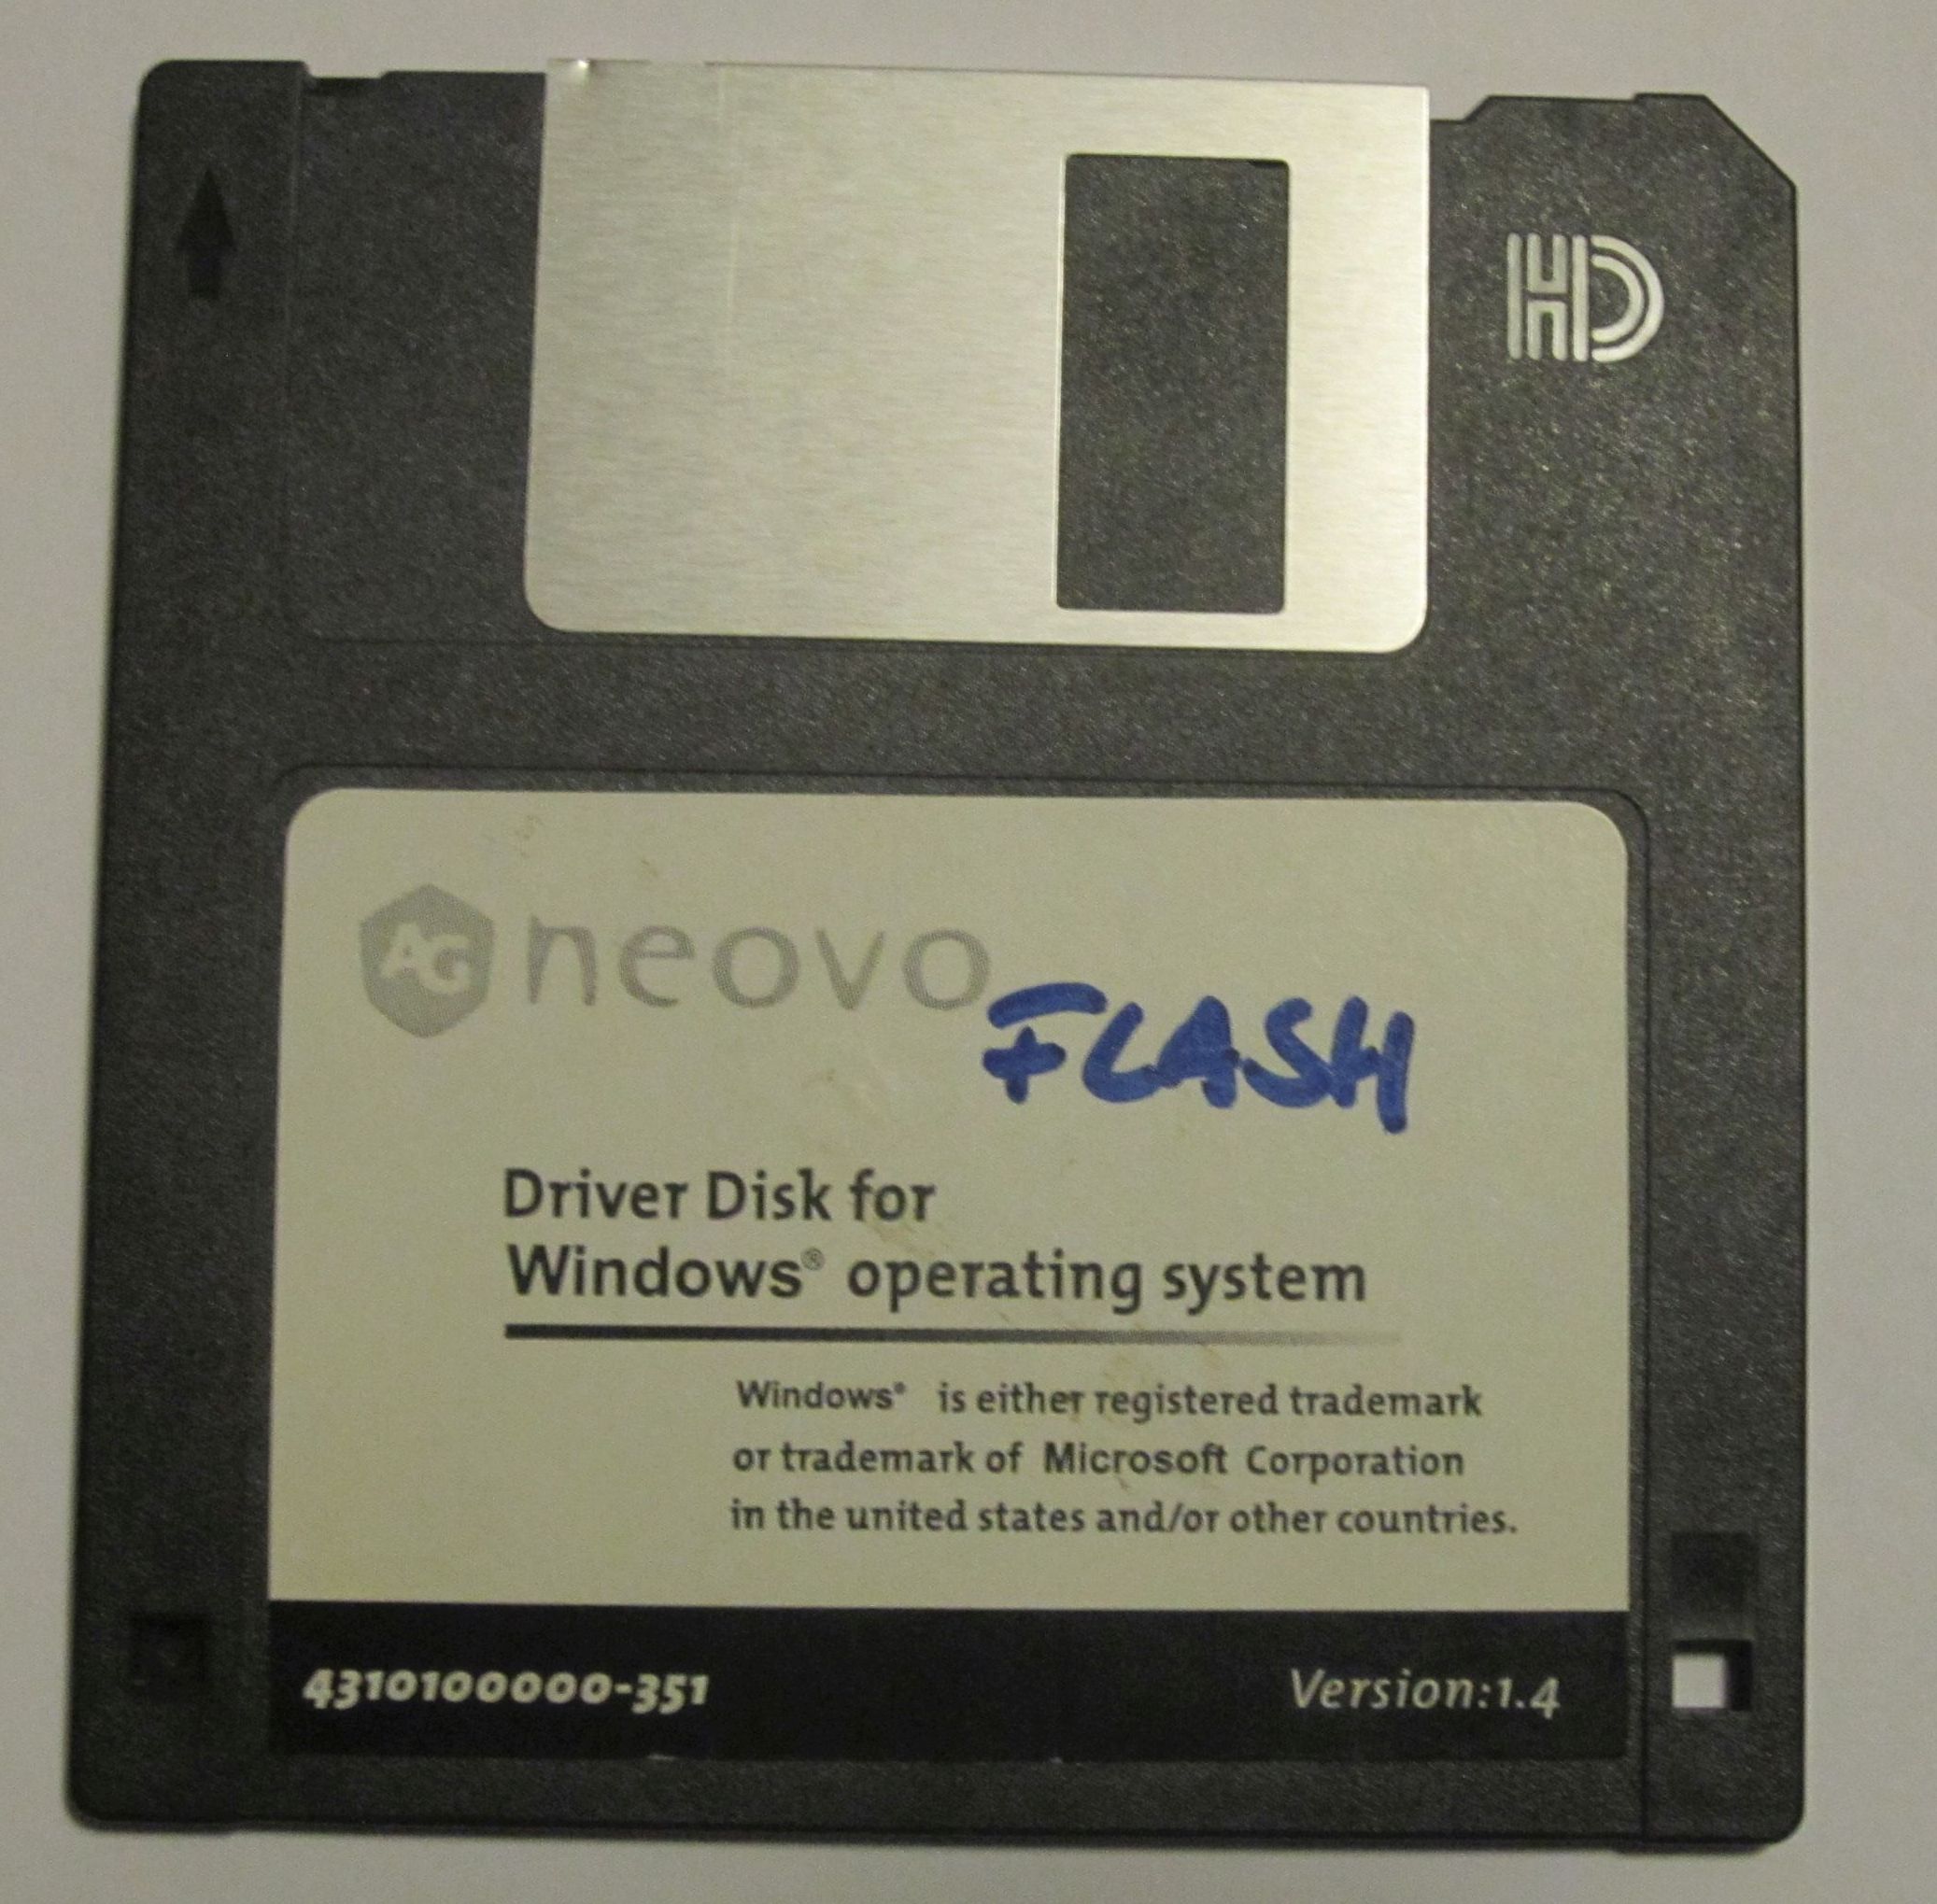 HD
AG neovo
FLASH
Driver Disk for
Windows® operating system
Windows® is either registered trademark
or trademark of Microsoft Corporation
in the united states and/or other countries.
4310100000-351
Version:1.4